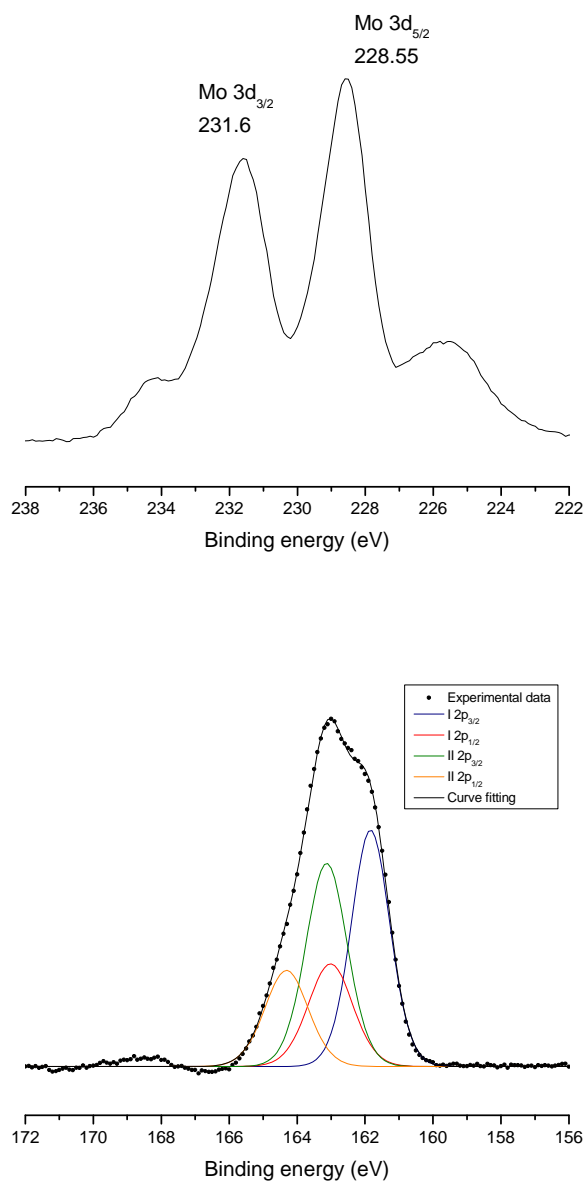 Mo 3d5/2
228.55
Mo 3d3/2
231.6
238 236 234 232 230 228 226 224 222
Binding energy (eV)
Experimental data
I 2p3/2
I 2p1/2
II 2p3/2
II 2p1/2
Curve fitting
172 170 168 166 164 162 160 158 156
Binding energy (eV)